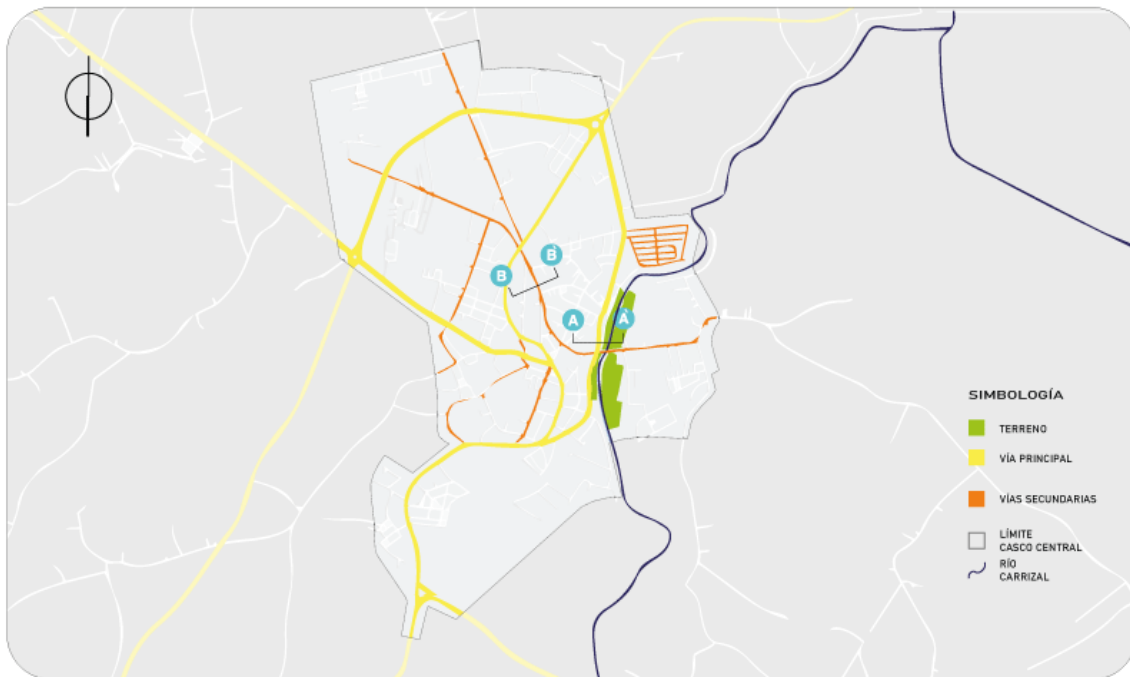 B
B
A
A
SIMBOLOGÍA
TERRENO
VÍA PRINCIPAL
VÍAS SECUNDARIAS
LÍMITE
CASCO CENTRAL
RÍO
CARRIZAL